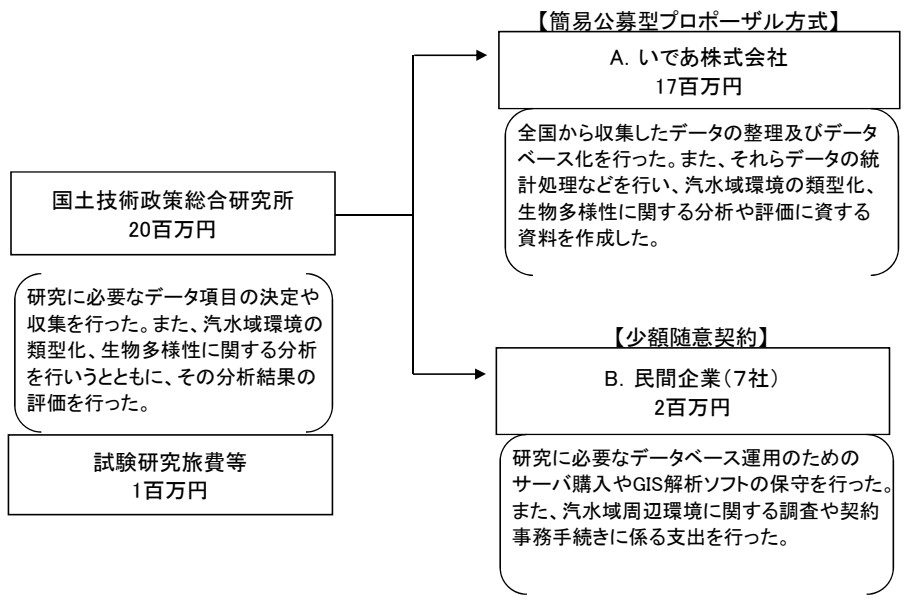 【簡易公募型プロポーザル方式】
A. いであ株式会社
17百万円
全国から収集したデータの整理及びデータ
ベース化を行った。また、それらデータの統
計処理などを行い、汽水域環境の類型化、
生物多様性に関する分析や評価に資する
資料を作成した。
国土技術政策総合研究所
20百万円
研究に必要なデータ項目の決定や
収集を行った。また、汽水域環境の
類型化、生物多様性に関する分析
を行いうとともに、その分析結果の
評価を行った。
試験研究旅費等
1百万円
【少額随意契約】
B. 民間企業(7社)
2百万円
研究に必要なデータベース運用のための
サーバ購入やGIS解析ソフトの保守を行った。
また、汽水域周辺環境に関する調査や契約
事務手続きに係る支出を行った。